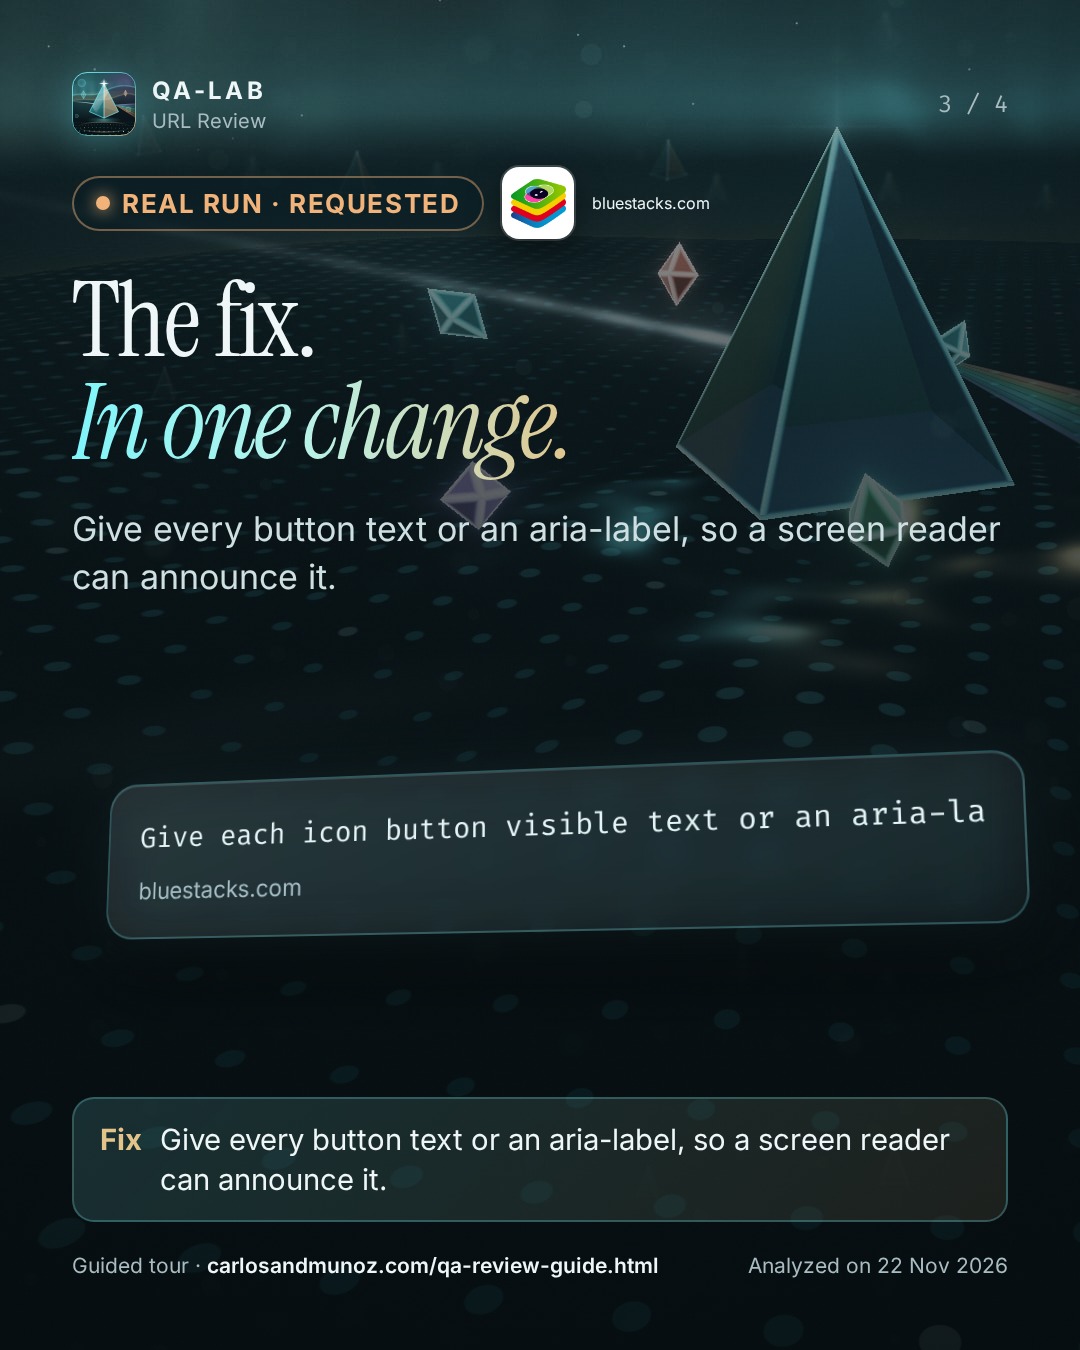 QA-LAB
URL Review
3 / 4
REAL RUN · REQUESTED
bluestacks.com
The fix.
In one change.
Give every button text or an aria-label, so a screen reader
can announce it.
Give each icon button visible text or an aria-la
bluestacks.com
Fix Give every button text or an aria-label, so a screen reader
can announce it.
Guided tour · carlosandmunoz.com/qa-review-guide.html
Analyzed on 22 Nov 2026